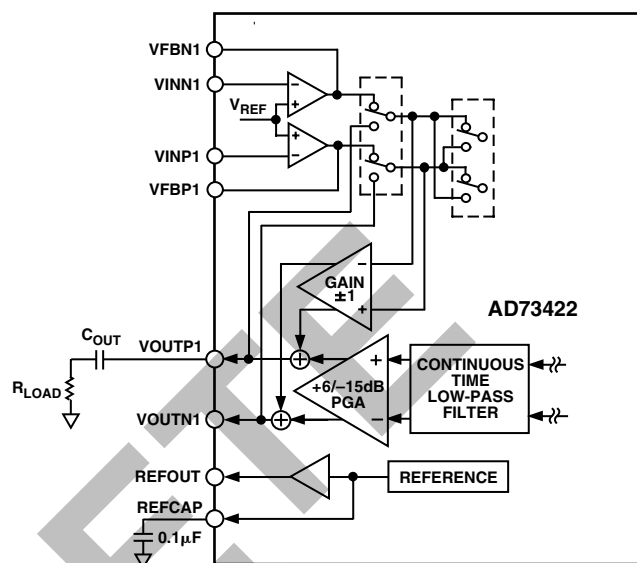 VFBN1
VINN1
VREF
VINP1
VFBP1
GAIN
±1
AD73422
COUT
VOUTP1
RLOAD
+6/–15dB
PGA
CONTINUOUS
TIME
LOW-PASS
FILTER
VOUTN1
REFOUT
REFERENCE
REFCAP
0.1µF